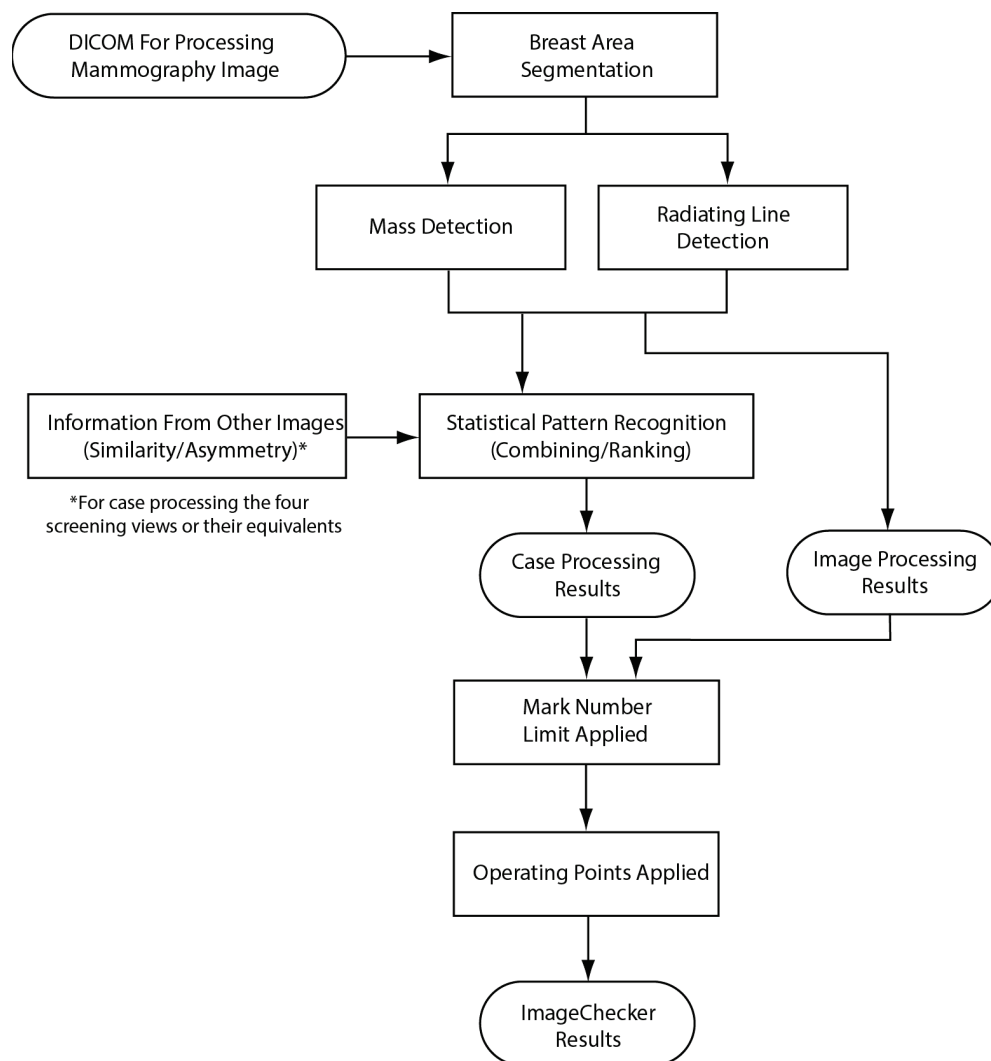 DICOM For Processing
Mammography Image
Breast Area
Segmentation
Mass Detection
Radiating Line
Detection
Information From Other Images
(Similarity/Asymmetry)*
Statistical Pattern Recognition
(Combining/Ranking)
*For case processing the four
screening views or their equivalents
Case Processing
Results
Image Processing
Results
Mark Number
Limit Applied
Operating Points Applied
ImageChecker
Results